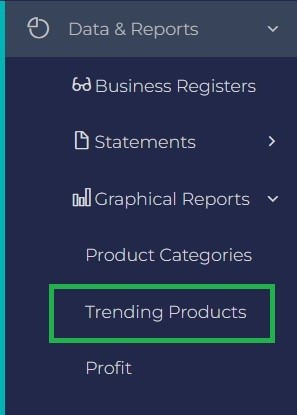 Data & Reports
Business Registers
Statements
Graphical Reports
Product Categories
Trending Products
Profit